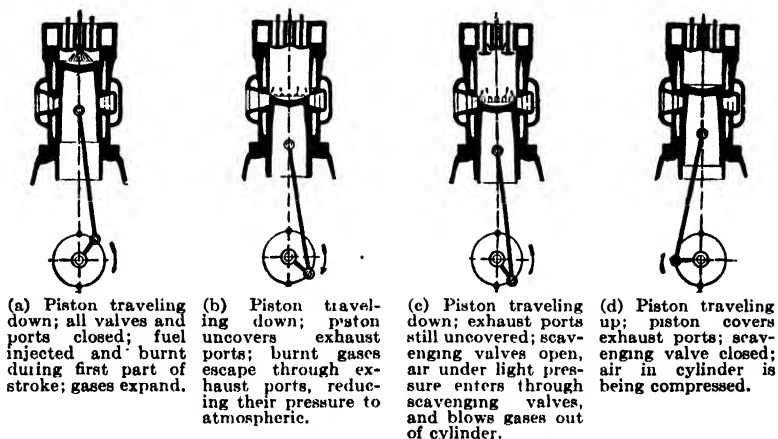 (a) Piston traveling
down; all valves and
ports closed; fuel
injected and burnt
during first part of
stroke; gases expand.
(b) Piston travel-
ing down; piston
uncovers exhaust
ports; burnt gases
escape through ex-
haust ports, reduc-
ing their pressure to
atmospheric.
(c) Piston traveling
down; exhaust ports
still uncovered; scav-
enging valves open,
air under light pres-
sure enters through
scavenging valves,
and blows gases out
of cylinder.
(d) Piston traveling
up; piston covers
exhaust ports; scav-
enging valve closed;
air in cylinder is
being compressed.